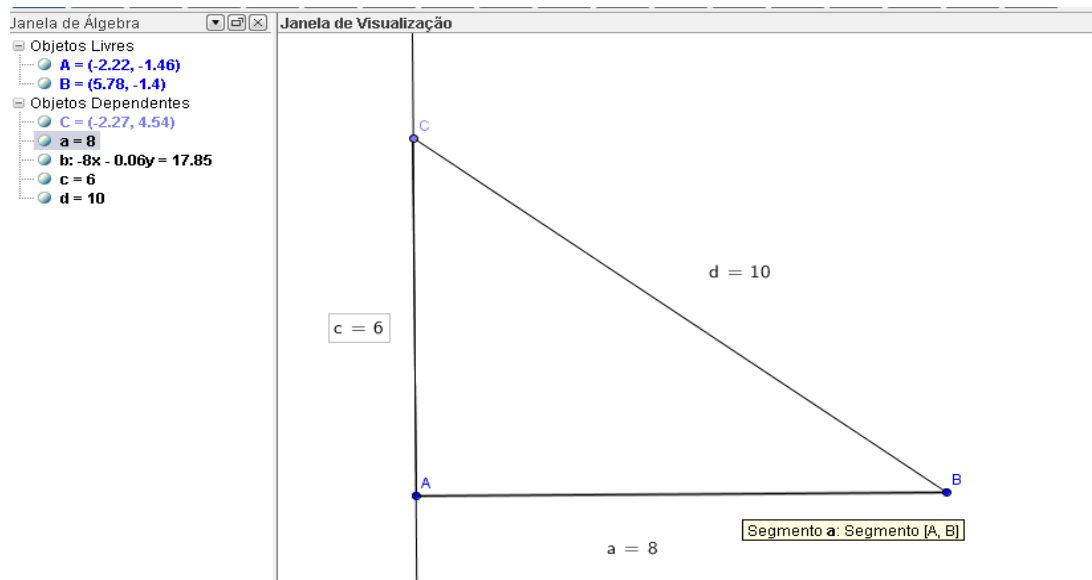 Janela de Álgebra
Objetos Livres
A = (-2.22, -1.46)
B = (5.78, -1.4)
Objetos Dependentes
C = (-2.27, 4.54)
a = 8
b: -8x - 0.06y = 17.85
c = 6
d = 10
Janela de Visualização
C
d = 10
c = 6
A
B
Segmento a: Segmento [A, B]
a = 8